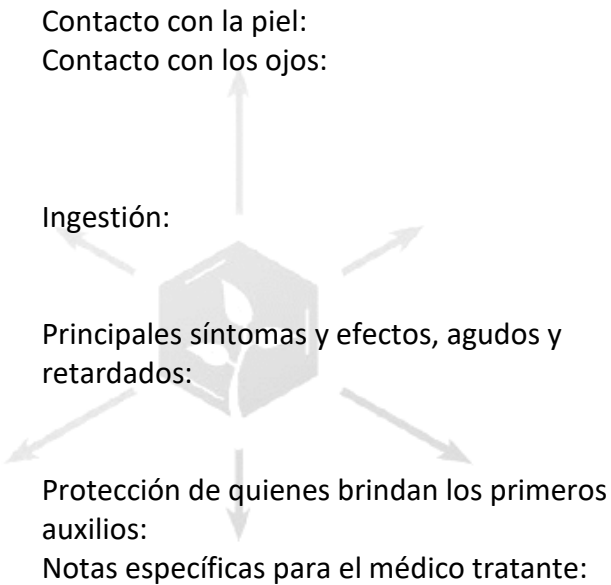 Contacto con la piel:
Contacto con los ojos:
Ingestión:
Principales síntomas y efectos, agudos y
retardados:
Protección de quienes brindan los primeros
auxilios:
Notas específicas para el médico tratante: